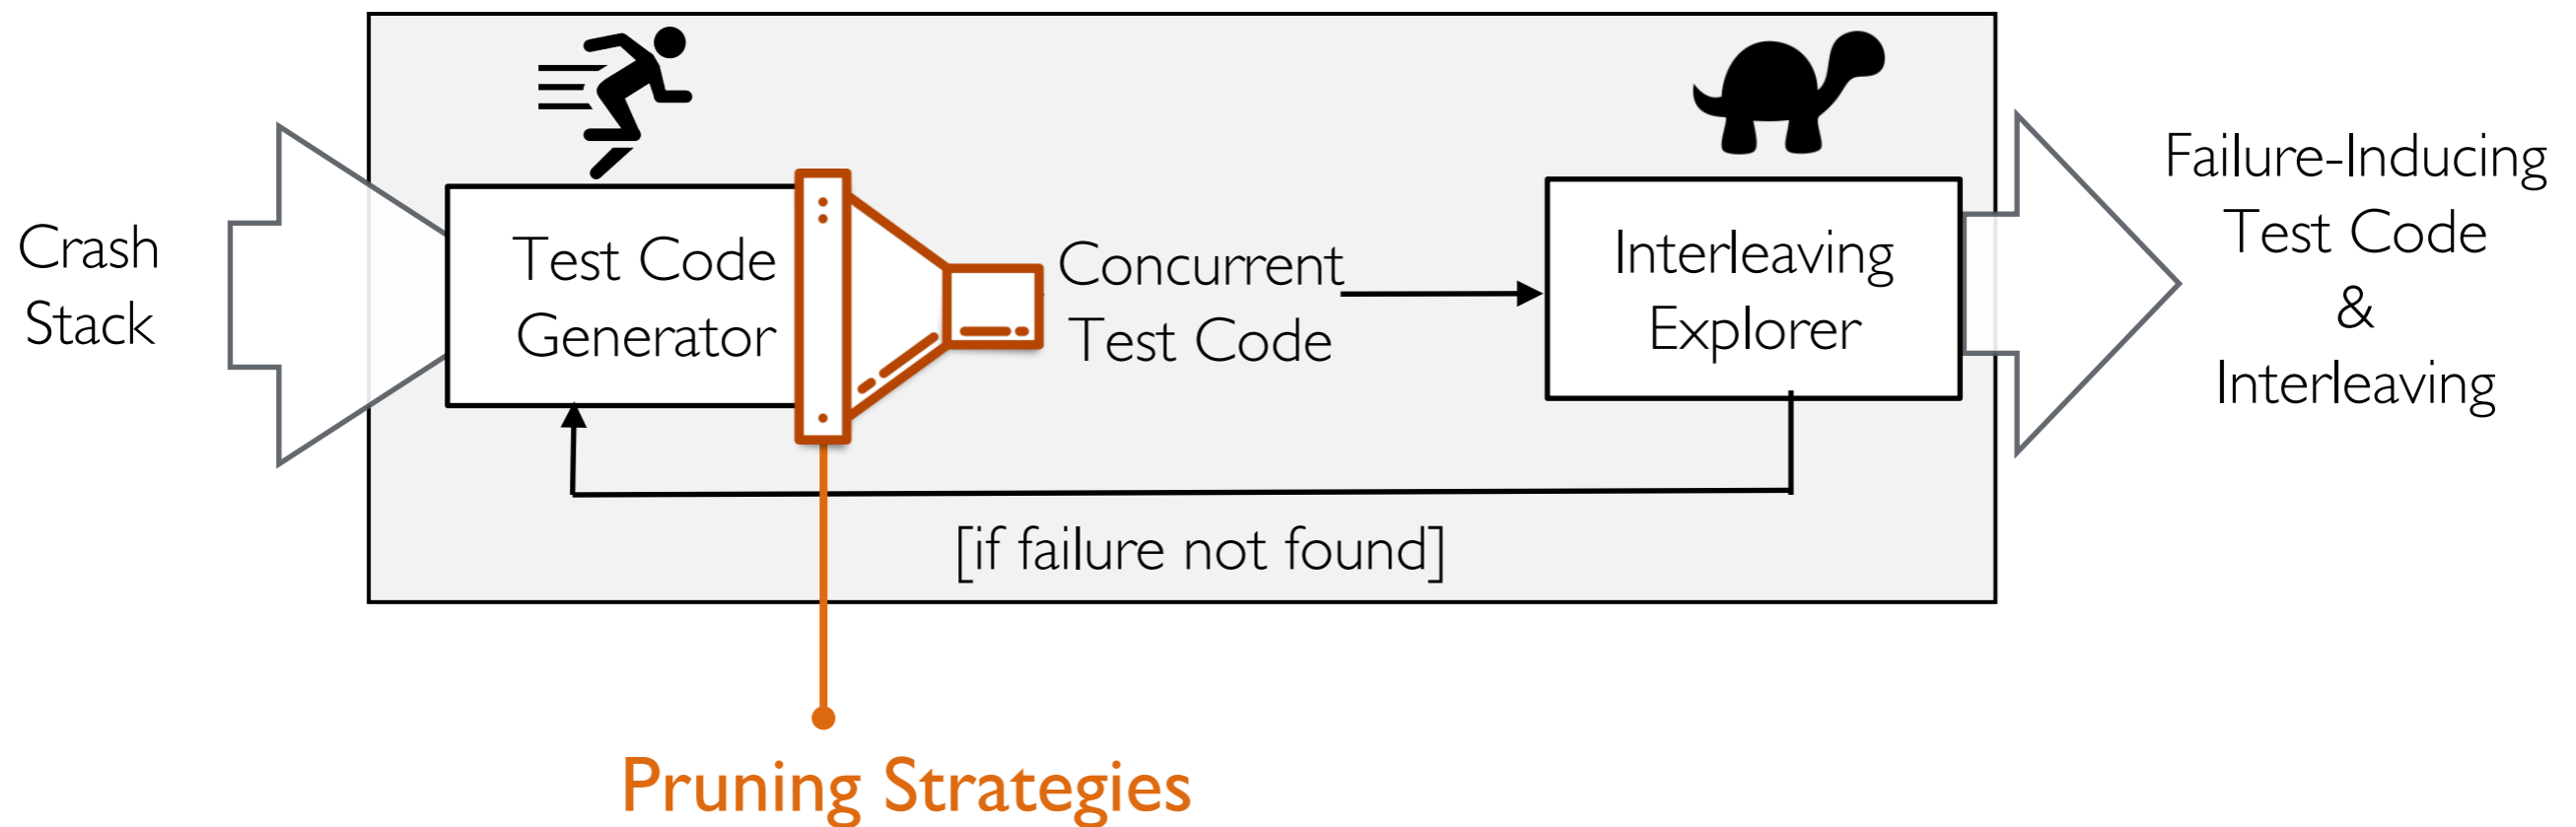 Crash
Stack
Test Code
Generator
Concurrent
Test Code
Interleaving
Explorer
Failure-Inducing
Test Code
&
Interleaving
[if failure not found]
Pruning Strategies